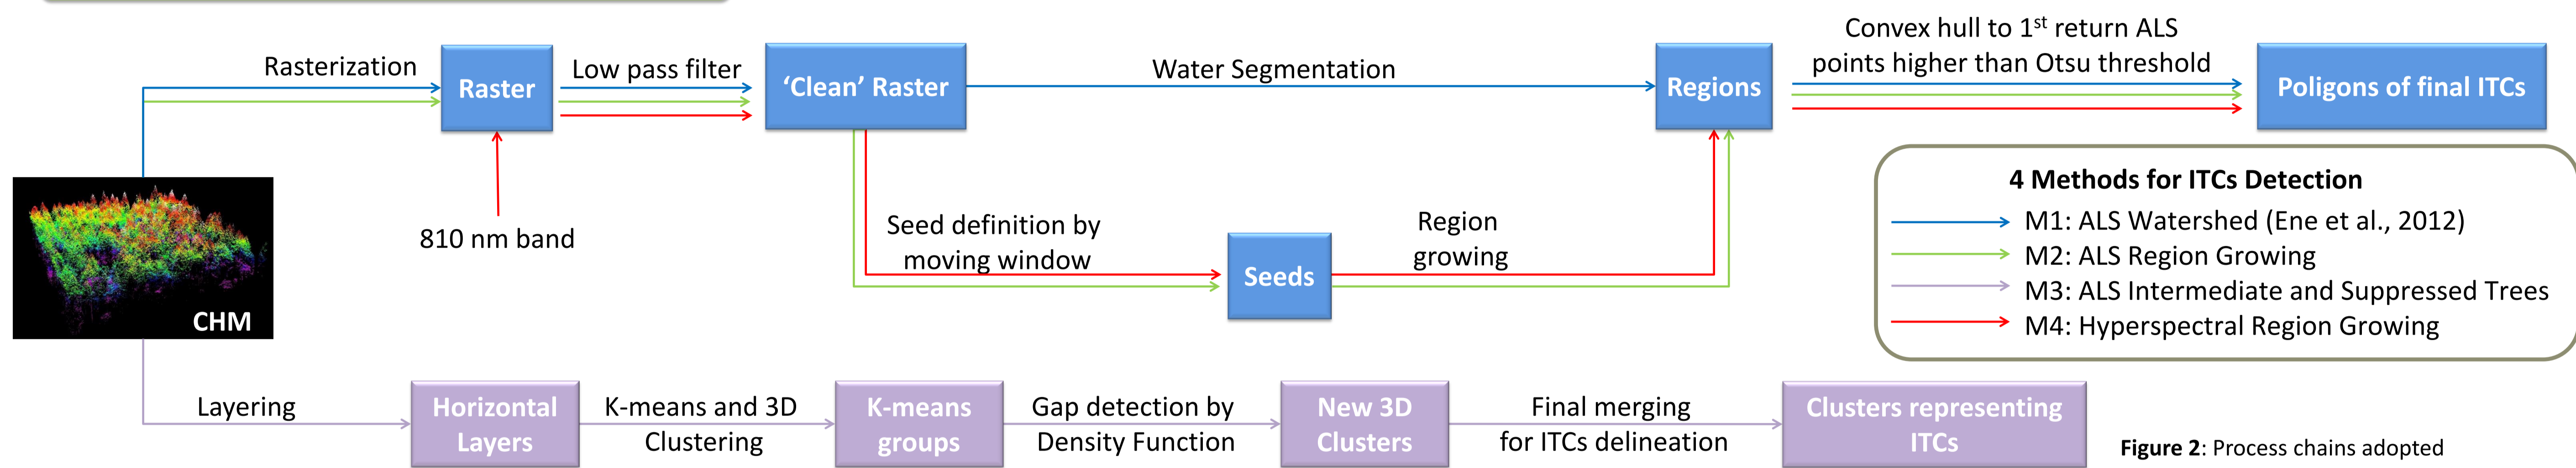 Rasterization
Raster
Low pass filter
‘Clean’ Raster
Water Segmentation
Regions
Convex hull to 1st return ALS
points higher than Otsu threshold
Poligons of final ITCs
810 nm band
Seed definition by
moving window
Seeds
Region
growing
CHM
4 Methods for ITCs Detection
M1: ALS Watershed (Ene et al., 2012)
M2: ALS Region Growing
M3: ALS Intermediate and Suppressed Trees
M4: Hyperspectral Region Growing
Layering
Horizontal
Layers
K-means and 3D
Clustering
K-means
groups
Gap detection by
Density Function
New 3D
Clusters
Final merging
for ITCs delineation
Clusters representing
ITCs
Figure 2: Process chains adopted